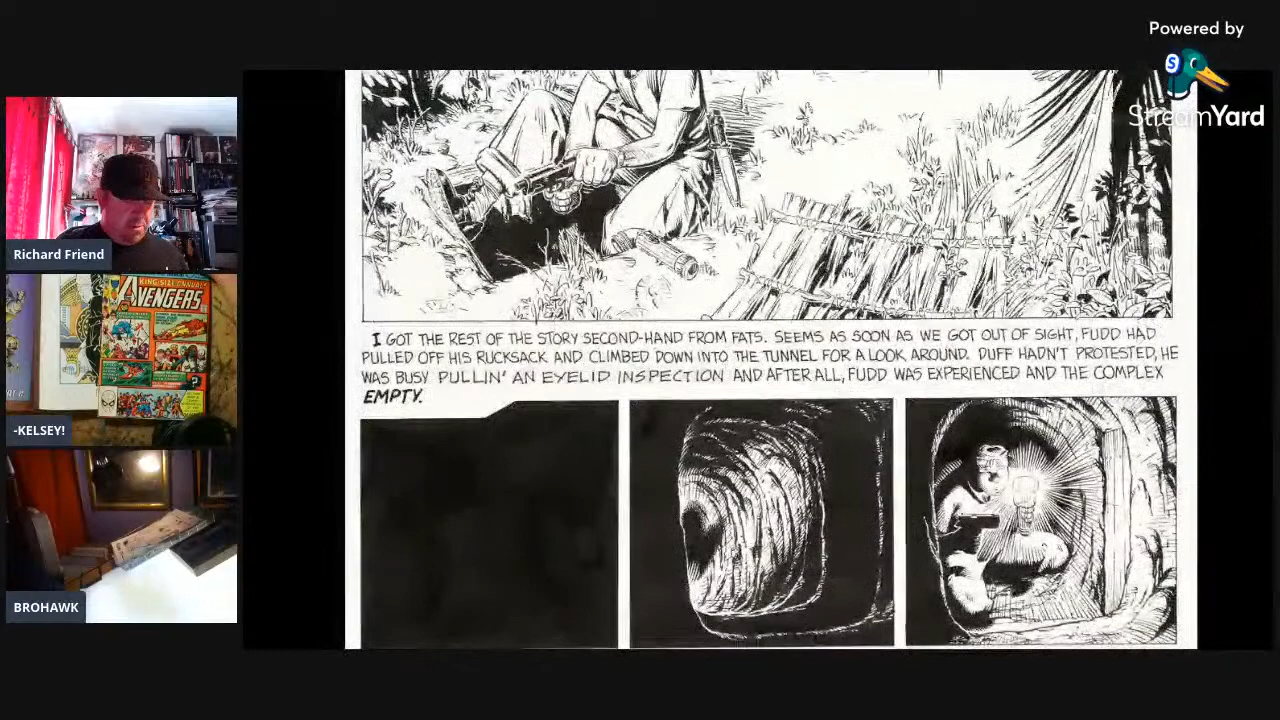 Powered by
StreamYard
Richard Friend
KING-SIZE ANNUAL!
AVENGERS
-KELSEY!
BROHAWK
I GOT THE REST OF THE STORY SECOND-HAND FROM FATS. SEEMS AS SOON AS WE GOT OUT OF SIGHT, FUDD HAD
PULLED OFF HIS RUCKSACK AND CLIMBED DOWN INTO THE TUNNEL FOR A LOOK AROUND. DUFF HADN'T PROTESTED, HE
WAS BUSY PULLIN' AN EYELID INSPECTION AND AFTER ALL, FUDD WAS EXPERIENCED AND THE COMPLEX
EMPTY.